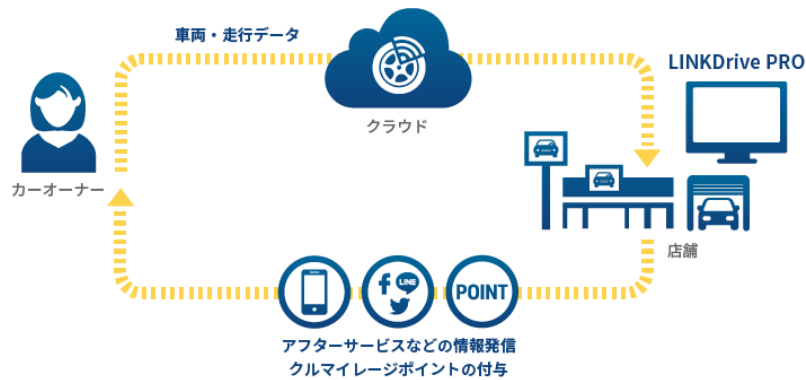 車両・走行データ
LINKDrive PRO
クラウド
カーオーナー
店舗
f
LINE
POINT
アフターサービスなどの情報発信
クルマイレージポイントの付与